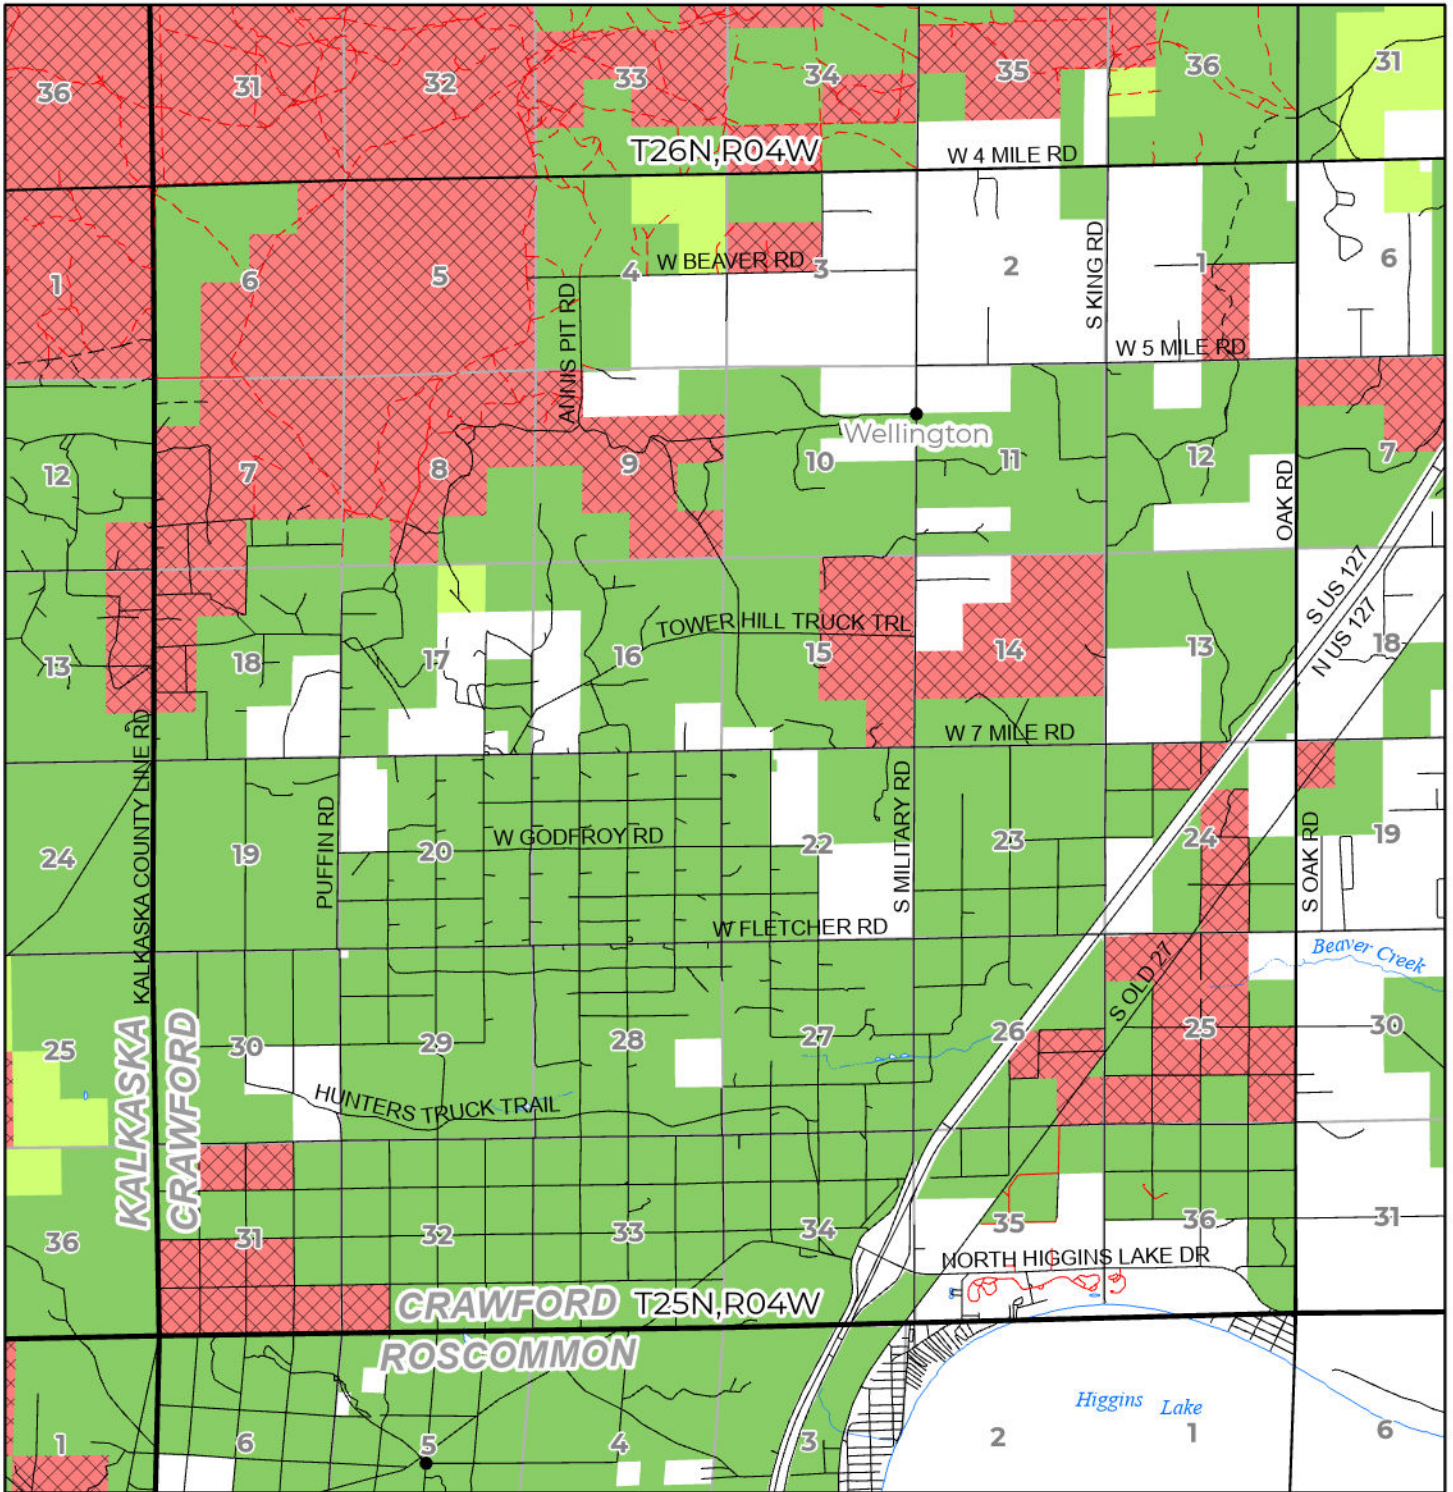 36
31
32
33
34
35
36
31
T26N,R04W
W 4 MILE RD
1
6
5
4
W BEAVER RD
3
2
S KING RD
1
6
ANNIS PIT RD
W 5 MILE RD
Wellington
12
7
8
9
10
11
12
OAK RD
7
S US 127
N US 127
13
18
17
16
TOWER HILL TRUCK TRL
15
14
13
18
W 7 MILE RD
KALKASKA COUNTY LINE RD
24
19
PUFFIN RD
20
W GODFROY RD
22
S MILITARY RD
23
24
S OAK RD
19
W FLETCHER RD
Beaver Creek
S OLD 27
25
30
29
28
27
26
25
30
KALKASKA
CRAWFORD
HUNTERS TRUCK TRAIL
36
31
32
33
34
35
36
31
NORTH HIGGINS LAKE DR
CRAWFORD
T25N,R04W
ROSCOMMON
Higgins Lake
1
6
5
4
3
2
1
6